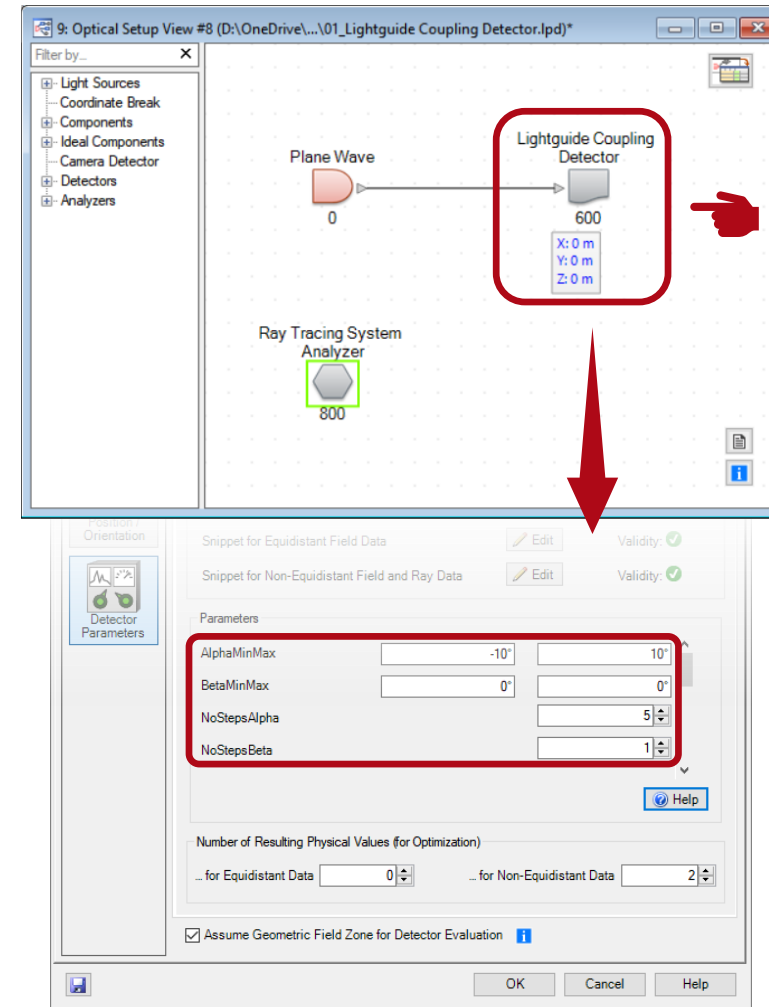 9: Optical Setup View #8 (D:\OneDrive\...\01_Lightguide Coupling Detector.lpd)*
Filter by... X
Light Sources
Coordinate Break
Components
Ideal Components
Camera Detector
Detectors
Analyzers
Plane Wave
0
Lightguide Coupling
Detector
600
X: 0 m
Y: 0 m
Z: 0 m
Ray Tracing System
Analyzer
800
Position /
Orientation
Detector
Parameters
Snippet for Equidistant Field Data Edit Validity:
Snippet for Non-Equidistant Field and Ray Data Edit Validity:
Parameters
AlphaMinMax -10° 10°
BetaMinMax 0° 0°
NoStepsAlpha 5
NoStepsBeta 1
Help
Number of Resulting Physical Values (for Optimization)
... for Equidistant Data 0 ... for Non-Equidistant Data 2
Assume Geometric Field Zone for Detector Evaluation i
OK Cancel Help